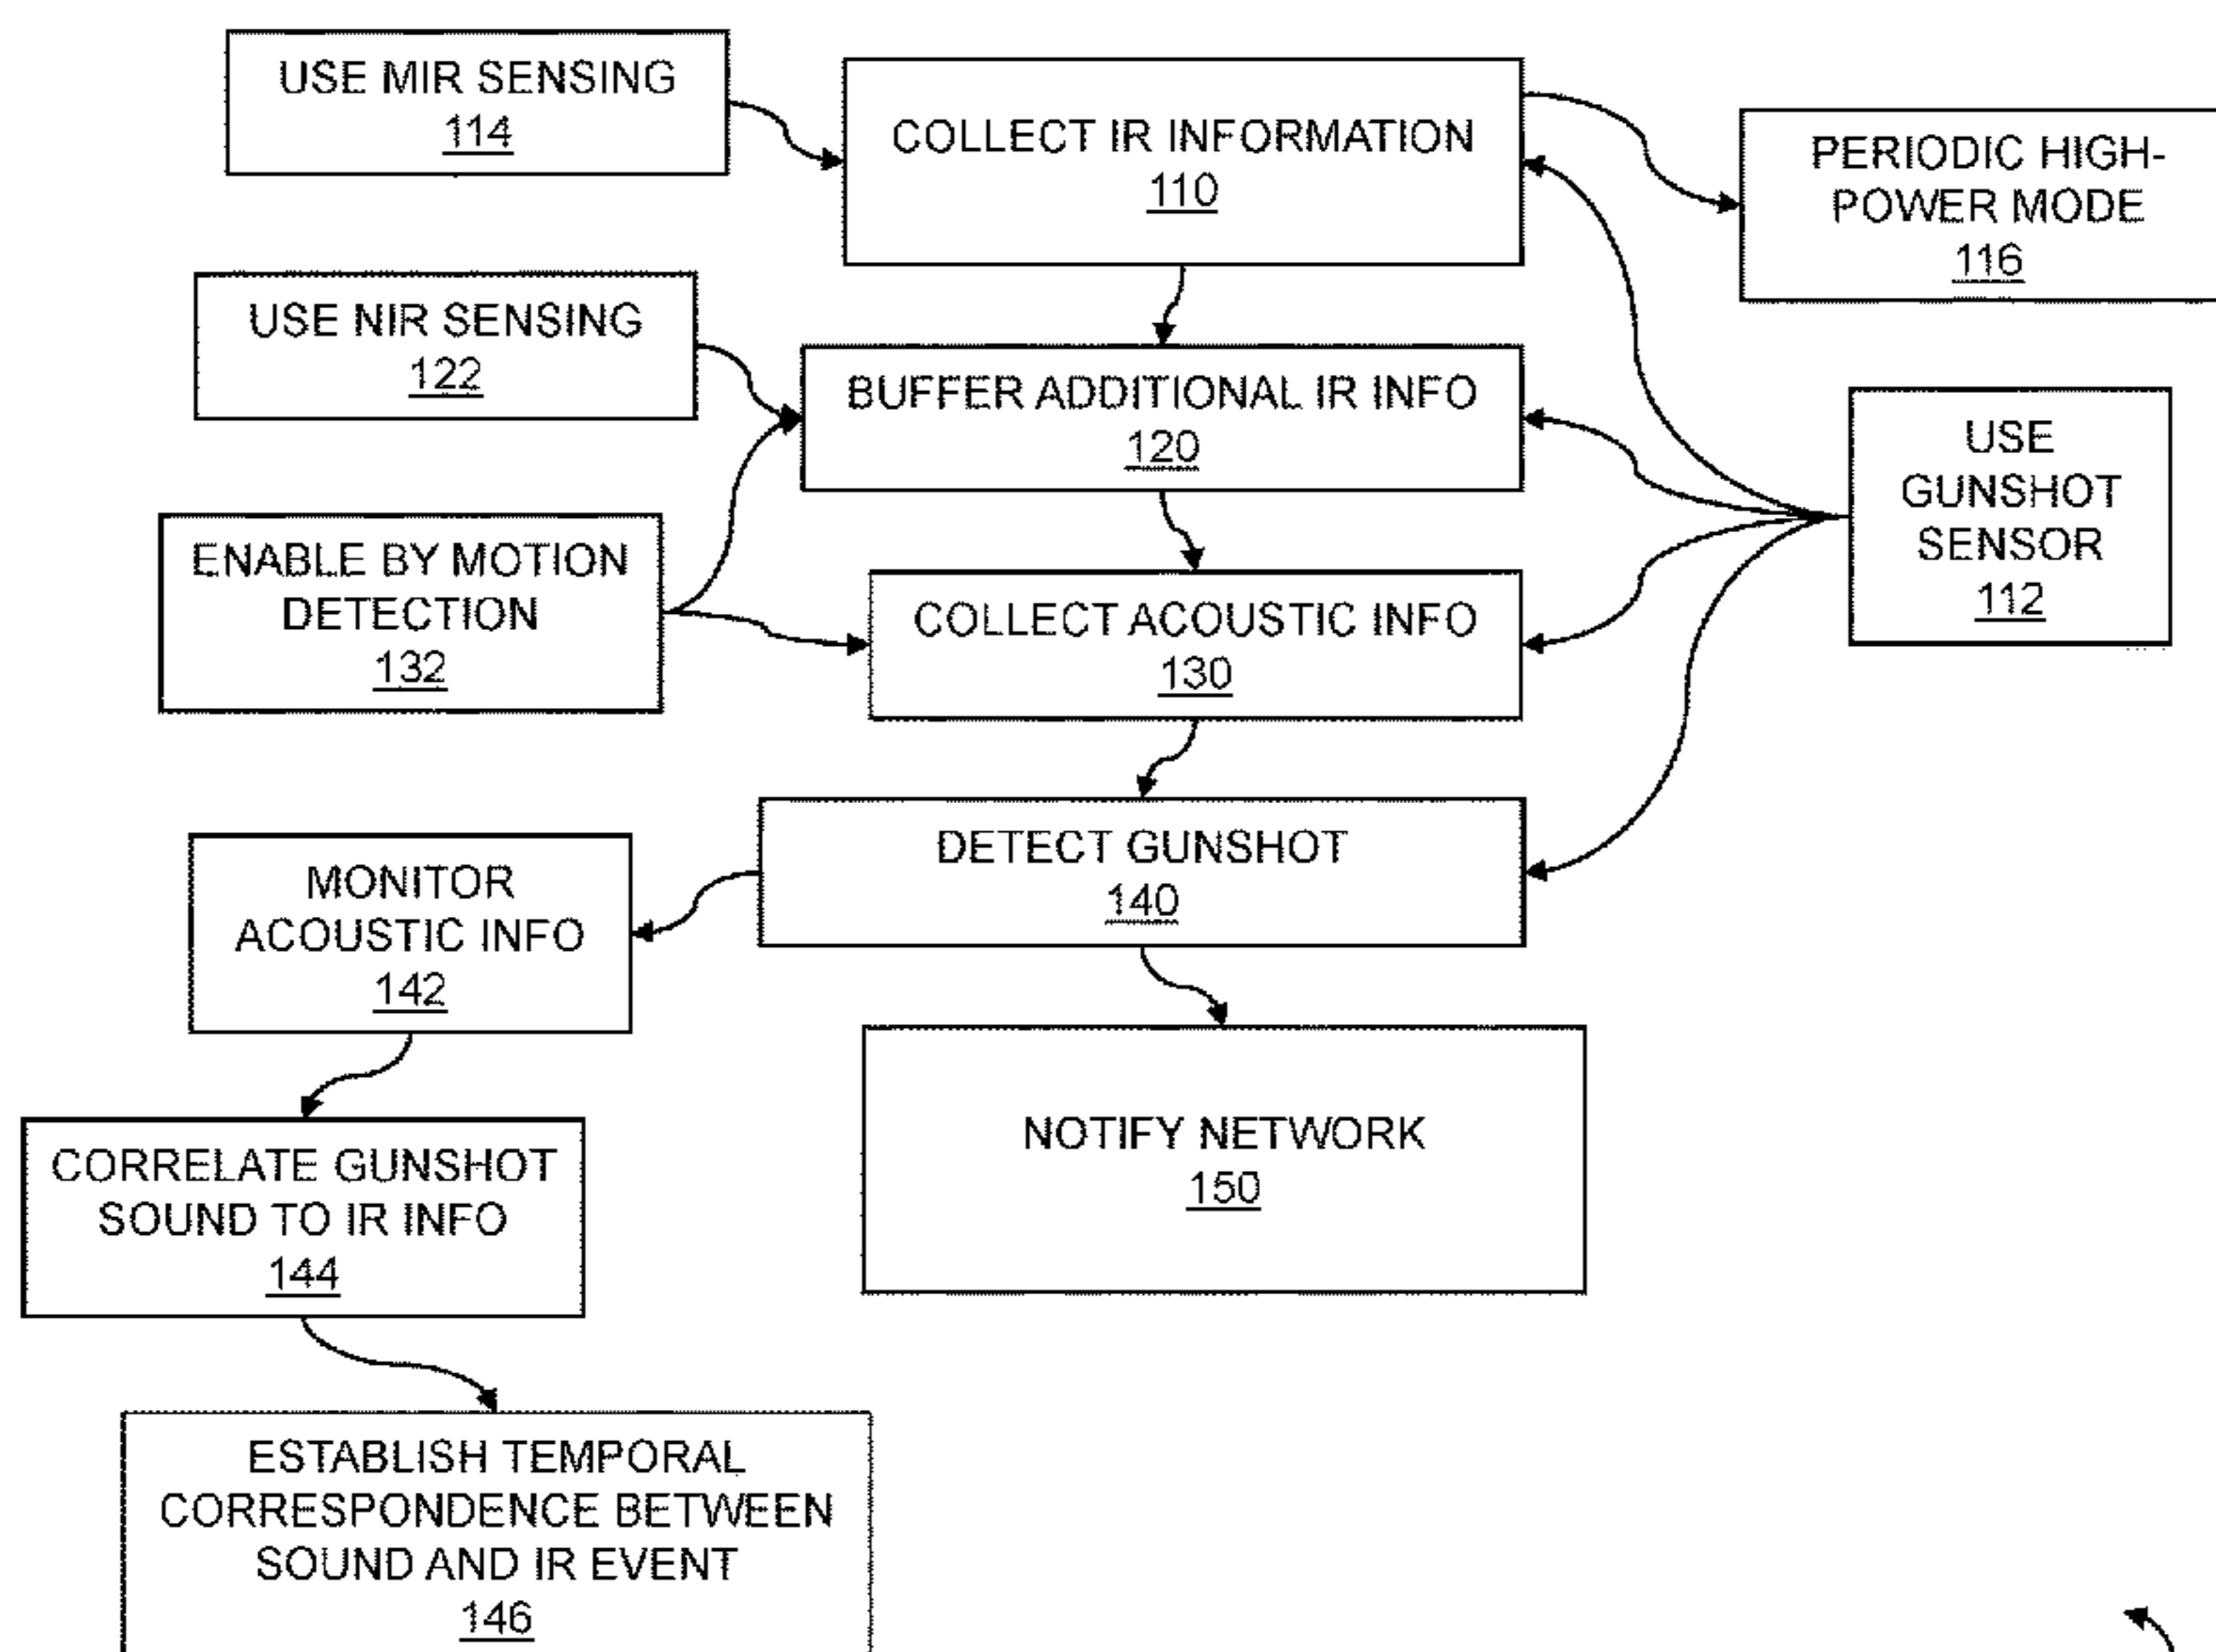 USE MIR SENSING
114
COLLECT IR INFORMATION
110
PERIODIC HIGH-
POWER MODE
116
USE NIR SENSING
122
BUFFER ADDITIONAL IR INFO
120
USE
GUNSHOT
SENSOR
112
ENABLE BY MOTION
DETECTION
132
COLLECT ACOUSTIC INFO
130
DETECT GUNSHOT
140
MONITOR
ACOUSTIC INFO
142
NOTIFY NETWORK
150
CORRELATE GUNSHOT
SOUND TO IR INFO
144
ESTABLISH TEMPORAL
CORRESPONDENCE BETWEEN
SOUND AND IR EVENT
146